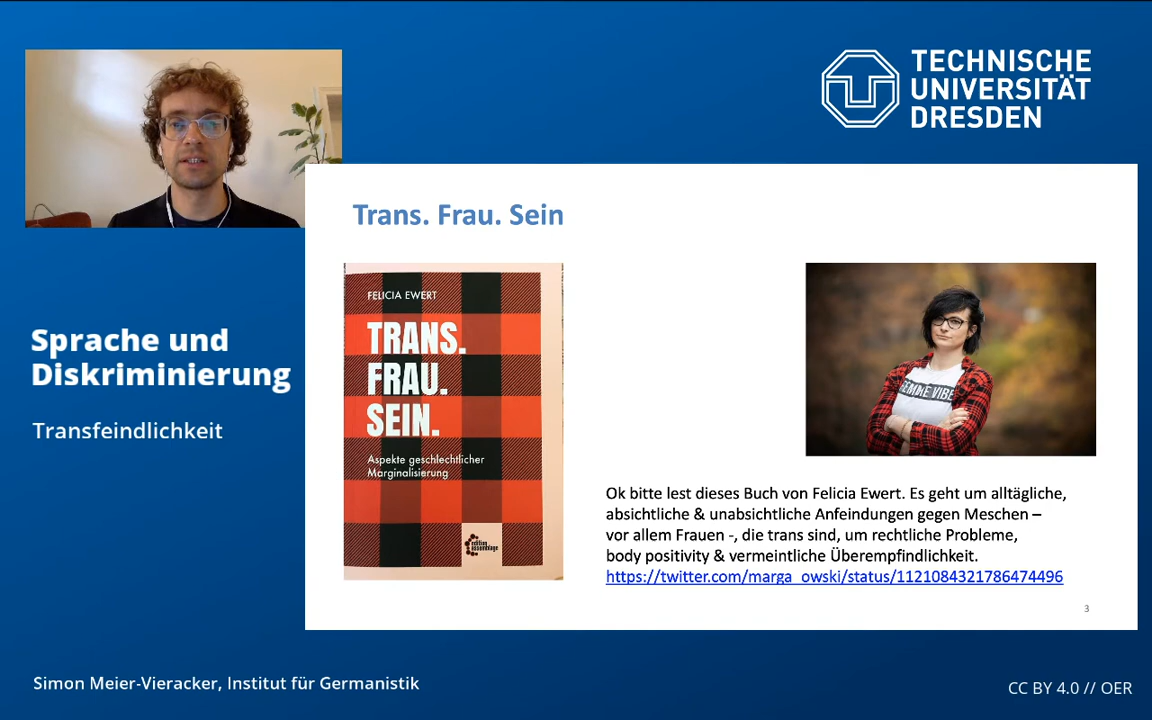 TECHNISCHE
UNIVERSITÄT
DRESDEN
Trans. Frau. Sein
FELICIA EWERT
TRANS.
FRAU.
SEIN.
Aspekte geschlechtlicher
Marginalisierung
edition
assemblage
FEMME VIBE
Sprache und
Diskriminierung
Transfeindlichkeit
Ok bitte lest dieses Buch von Felicia Ewert. Es geht um alltägliche,
absichtliche & unabsichtliche Anfeindungen gegen Meschen –
vor allem Frauen -, die trans sind, um rechtliche Probleme,
body positivity & vermeintliche Überempfindlichkeit.
https://twitter.com/marga_owski/status/1121084321786474496
3
Simon Meier-Vieracker, Institut für Germanistik
CC BY 4.0 // OER